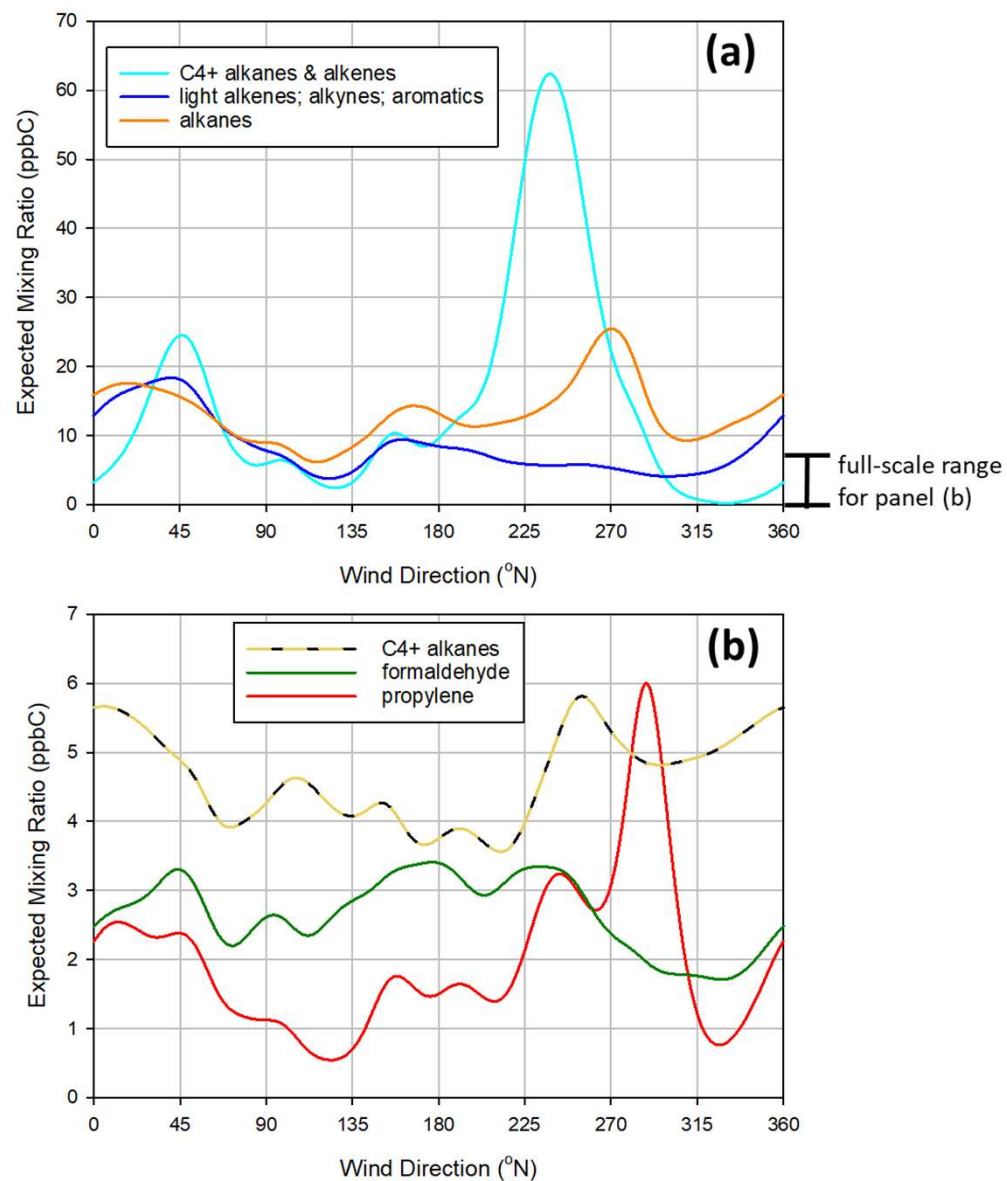 (a)
70
60
50
40
30
20
10
0
Expected Mixing Ratio (ppbC)
C4+ alkanes & alkenes
light alkenes; alkynes; aromatics
alkanes
full-scale range
for panel (b)
0 45 90 135 180 225 270 315 360
Wind Direction (°N)
(b)
7
6
5
4
3
2
1
0
Expected Mixing Ratio (ppbC)
C4+ alkanes
formaldehyde
propylene
0 45 90 135 180 225 270 315 360
Wind Direction (°N)